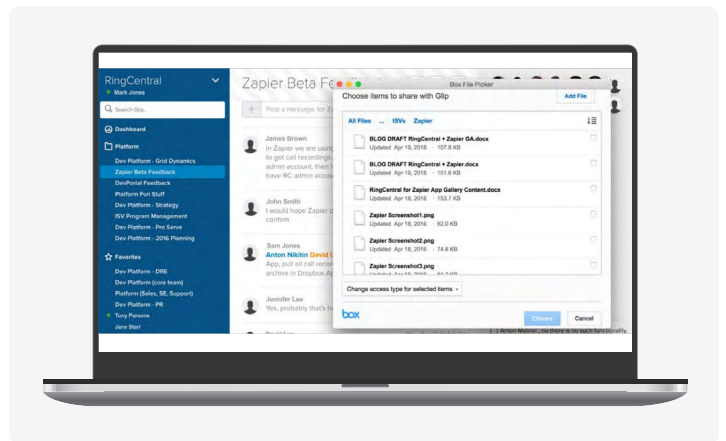 RingCentral
Mark Jones
Search Glip...
Dashboard
Platform
Dev Platform - Grid Dynamics
Zapier Beta Feedback
DevPortal Feedback
Platform Fun Stuff
Dev Platform - Strategy
ISV Program Management
Dev Platform - Pro Serve
Dev Platform - 2016 Planning
Favorites
Dev Platform - DRE
Dev Platform (core team)
Platform (Sales, SE, Support)
Dev Platform - PR
Tony Parsons
Jane Starr
Zapier Beta
Post a message for
James Brown
In Zapier we are using
to get call recordings,
admin account, then
have RC admin
John Smith
I would hope Zapier
confirm
Sam Jones
Anton Nikitin David
App, pull all call
archive in Dropbox
Jennifer Lee
Yes, probably that's
Box File Picker
Choose items to share with Glip
Add File
All Files ... ISVs Zapier
BLOG DRAFT RingCentral + Zapier GA.docx
Updated Apr 19, 2016 · 107.8 KB
BLOG DRAFT RingCentral + Zapier.docx
Updated Apr 19, 2016 · 101.6 KB
RingCentral for Zapier App Gallery Content.docx
Updated Apr 18, 2016 · 153.7 KB
Zapier Screenshot1.png
Updated Apr 18, 2016 · 82.0 KB
Zapier Screenshot2.png
Updated Apr 18, 2016 · 74.8 KB
Zapier Screenshot3.png
Change access type for selected items
box
Choose
Cancel
, no there is no such functionality.